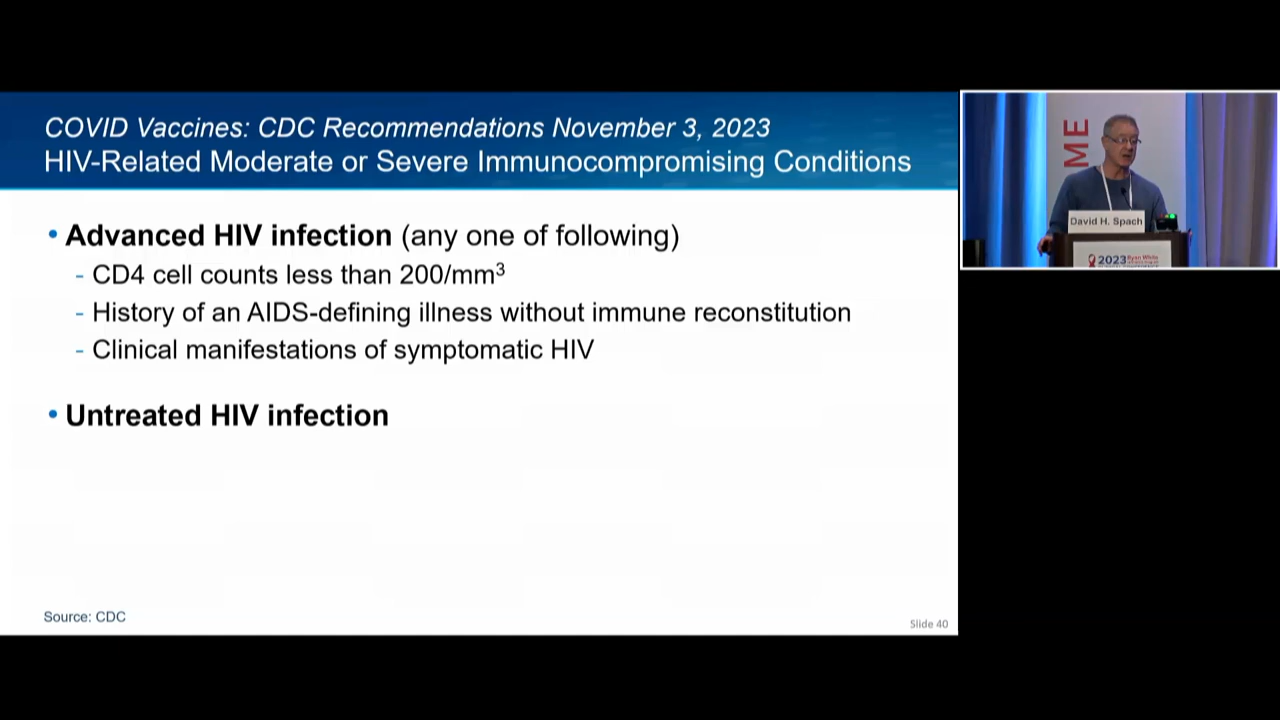 COVID Vaccines: CDC Recommendations November 3, 2023
HIV-Related Moderate or Severe Immunocompromising Conditions
• Advanced HIV infection (any one of following)
- CD4 cell counts less than 200/mm³
- History of an AIDS-defining illness without immune reconstitution
- Clinical manifestations of symptomatic HIV
• Untreated HIV infection
Source: CDC
Slide 40
ME
David H. Spach
2023 Ryan White